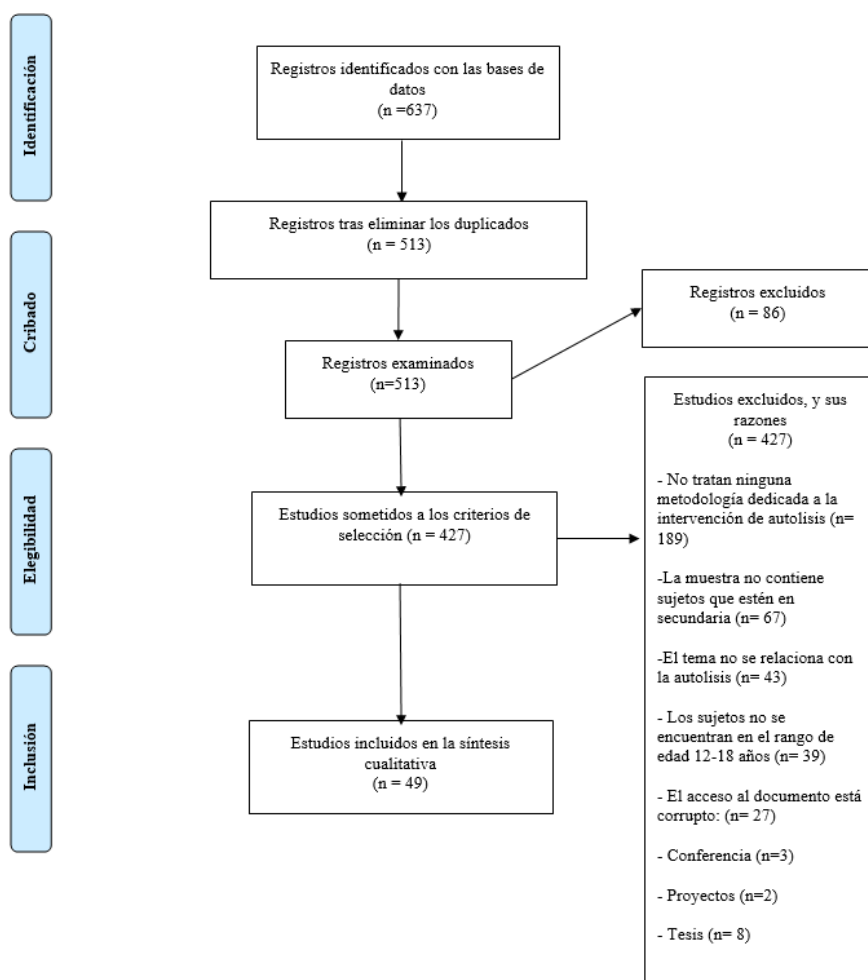 Identificación
Registros identificados con las bases de
datos
(n =637)
Registros tras eliminar los duplicados
(n = 513)
Cribado
Registros excluidos
(n = 86)
Registros examinados
(n=513)
Estudios excluidos, y sus
razones
(n = 427)
- No tratan ninguna
metodología dedicada a la
intervención de autolisis (n=
189)
-La muestra no contiene
sujetos que estén en
secundaria (n= 67)
-El tema no se relaciona con
la autolisis (n= 43)
- Los sujetos no se
encuentran en el rango de
edad 12-18 años (n= 39)
- El acceso al documento está
corrupto: (n= 27)
- Conferencia (n=3)
- Proyectos (n=2)
- Tesis (n= 8)
Elegibilidad
Estudios sometidos a los criterios de
selección (n = 427)
Inclusión
Estudios incluidos en la síntesis
cualitativa
(n = 49)